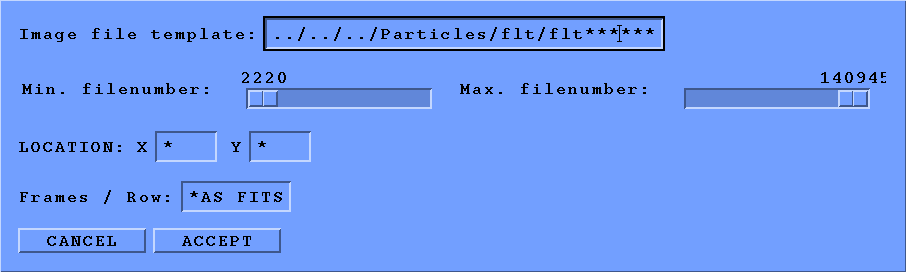 Image file template: ../../../Particles/flt/flt******
2220 140945
Min. filenumber: Max. filenumber:
LOCATION: X * Y *
Frames / Row: *AS FITS
CANCEL ACCEPT